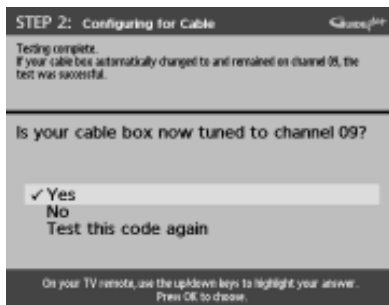 STEP 2: Configuring for Cable
Testing complete.
If your cable box automatically changed to and remained on channel 09, the
test was successful.
Is your cable box now tuned to channel 09?
✓ Yes
No
Test this code again
On your TV remote, use the up/down keys to highlight your answer.
Press OK to choose.